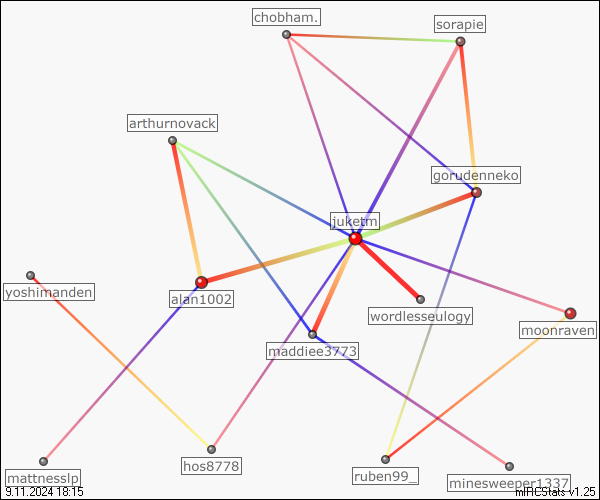 chobham.
sorapie
arthurnovack
gorudenneko
juketm
yoshimanden
alan1002
wordlesseulogy
moonraven
maddiee3773
hos8778
mattnesslp
ruben99_
minesweeper1337
9.11.2024 18:15
mIRCStats v1.25